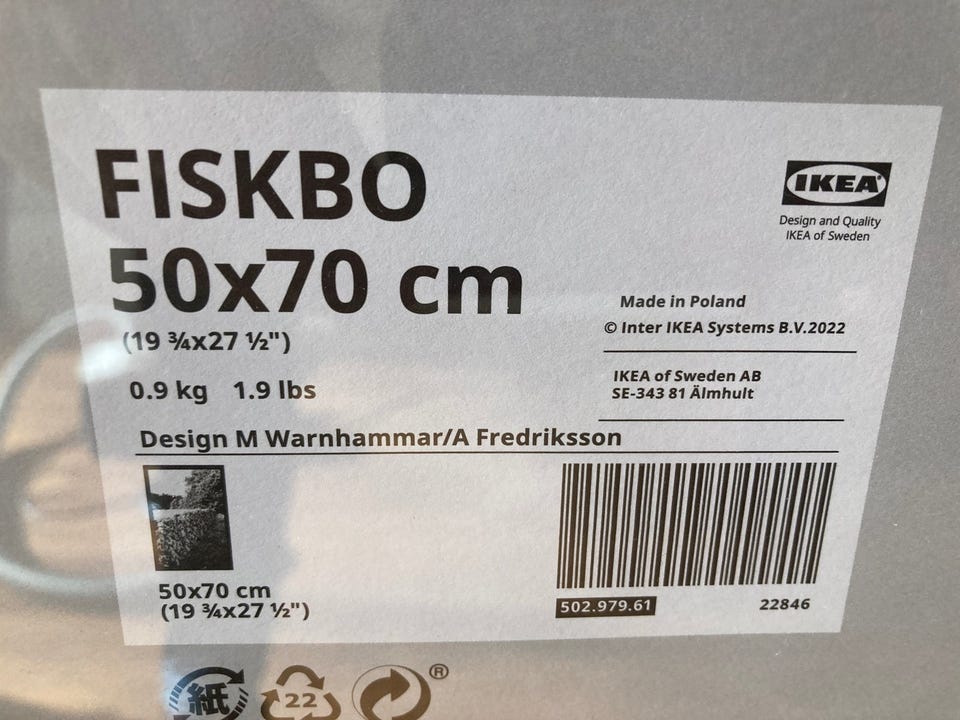 FISKBO
50x70 cm
(19 ¾x27 ½")
0.9 kg 1.9 lbs
Design M Warnhammar/A Fredriksson
IKEA®
Design and Quality
IKEA of Sweden
Made in Poland
© Inter IKEA Systems B.V.2022
IKEA of Sweden AB
SE-343 81 Älmhult
50x70 cm
(19 ¾x27 ½")
502.979.61
22846
紙
22
®